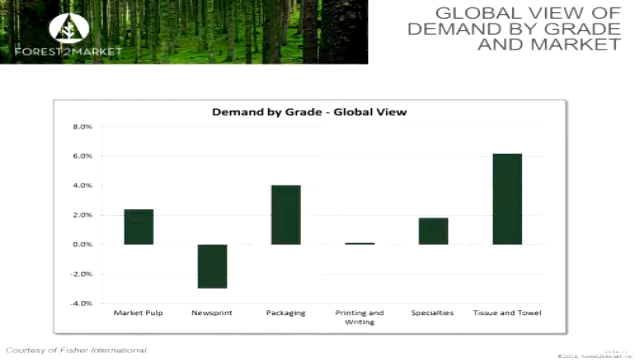 FOREST2MARKET
GLOBAL VIEW OF
DEMAND BY GRADE
AND MARKET
Demand by Grade - Global View
8.0%
6.0%
4.0%
2.0%
0.0%
-2.0%
-4.0%
Market Pulp Newsprint Packaging Printing and Specialties Tissue and Towel
Writing
Courtesy of Fisher International